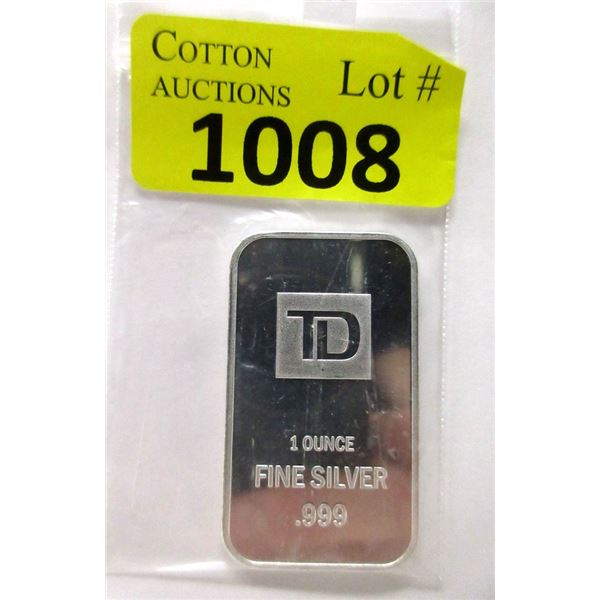 COTTON
AUCTIONS
Lot #
1008
TD
1 OUNCE
FINE SILVER
.999